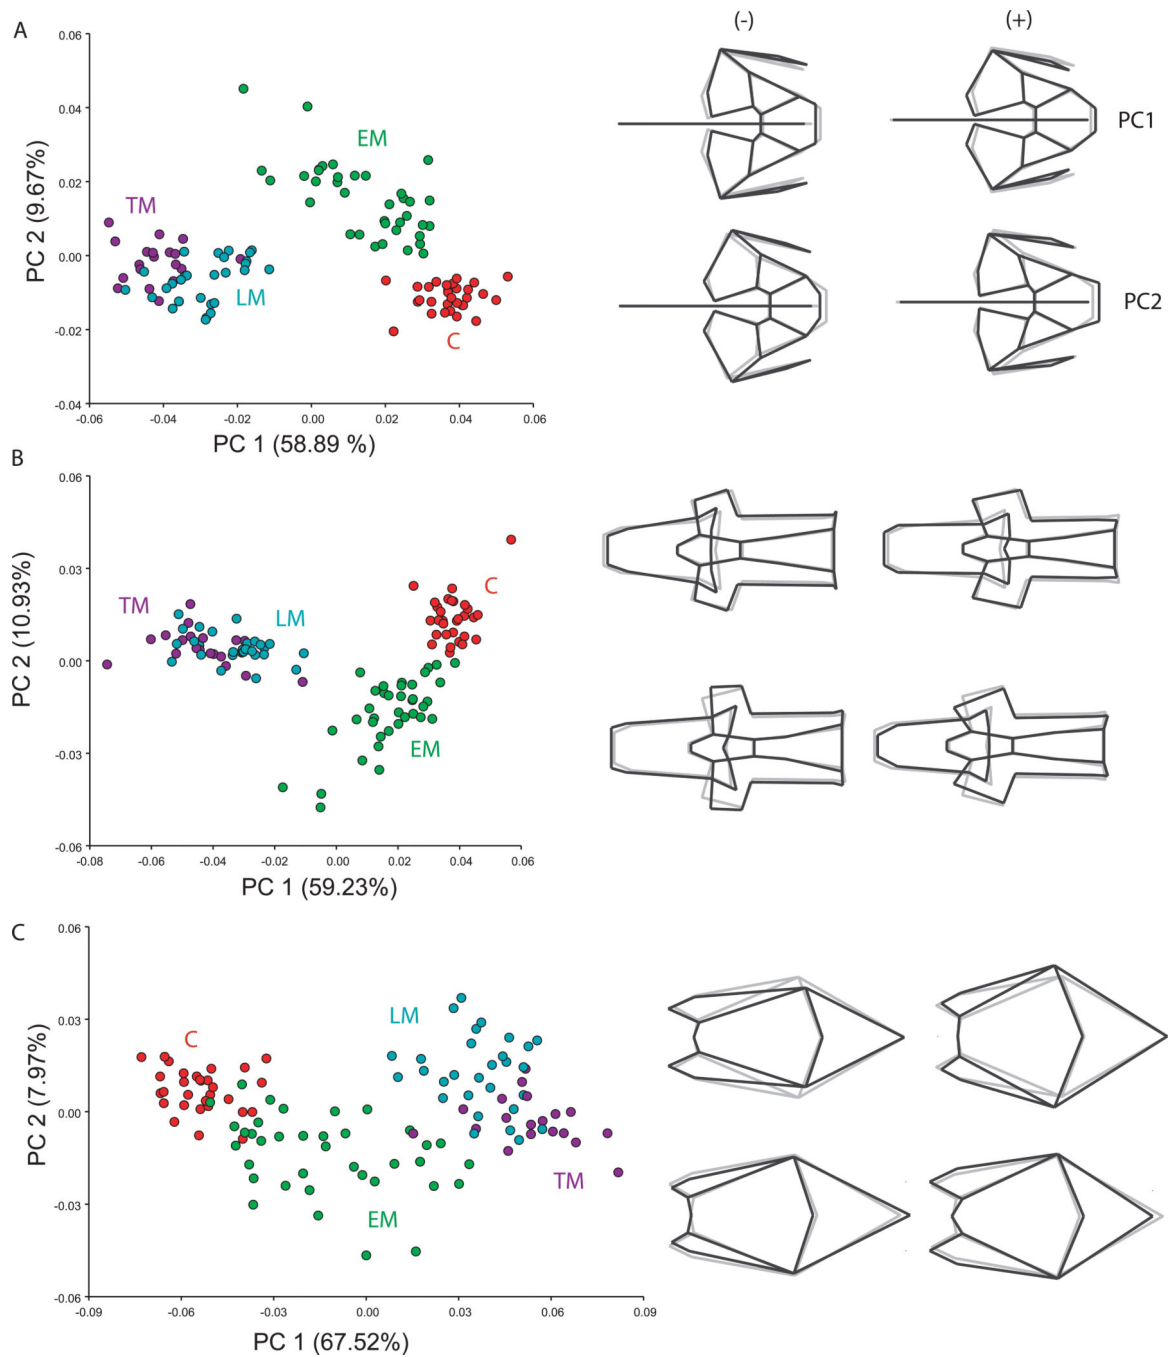 A
(-)
(+)
0.06
0.04
0.02
0.00
-0.02
-0.04
PC 2 (9.67%)
EM
TM
LM
C
-0.06
-0.04
-0.02
0.00
0.02
0.04
0.06
PC 1 (58.89 %)
PC1
PC2
B
0.06
0.03
0.00
-0.03
-0.06
PC 2 (10.93%)
C
TM
LM
EM
-0.08
-0.06
-0.04
-0.02
0.00
0.02
0.04
0.06
PC 1 (59.23%)
C
0.06
0.03
0.00
-0.03
-0.06
PC 2 (7.97%)
LM
C
TM
EM
-0.09
-0.06
-0.03
0.00
0.03
0.06
0.09
PC 1 (67.52%)